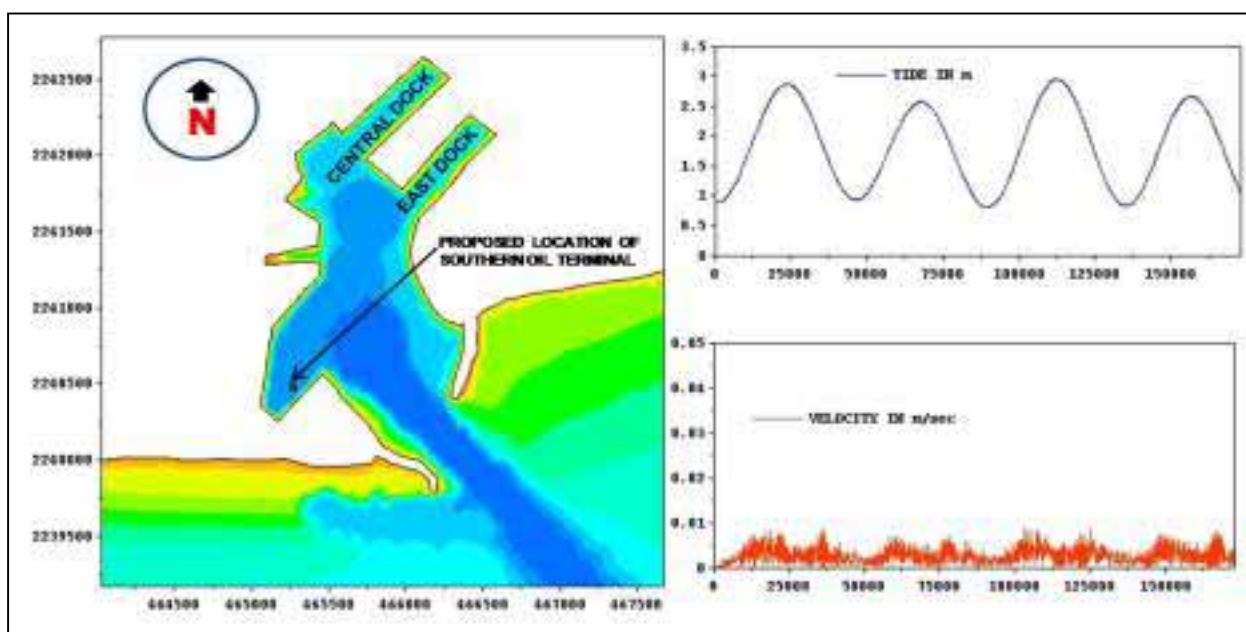 N
CENTRAL DOCK
EAST DOCK
PROPOSED LOCATION OF
SOUTHERN OIL TERMINAL
2242500
2242000
2241500
2241000
2240500
2240000
2239500
464500 465000 465500 466000 466500 467000 467500
TIDE IN m
3.5
3
2.5
2
1.5
1
0.5
0
0 25000 50000 75000 100000 125000 150000
VELOCITY IN m/sec
0.05
0.04
0.03
0.02
0.01
0
0 25000 50000 75000 100000 125000 150000